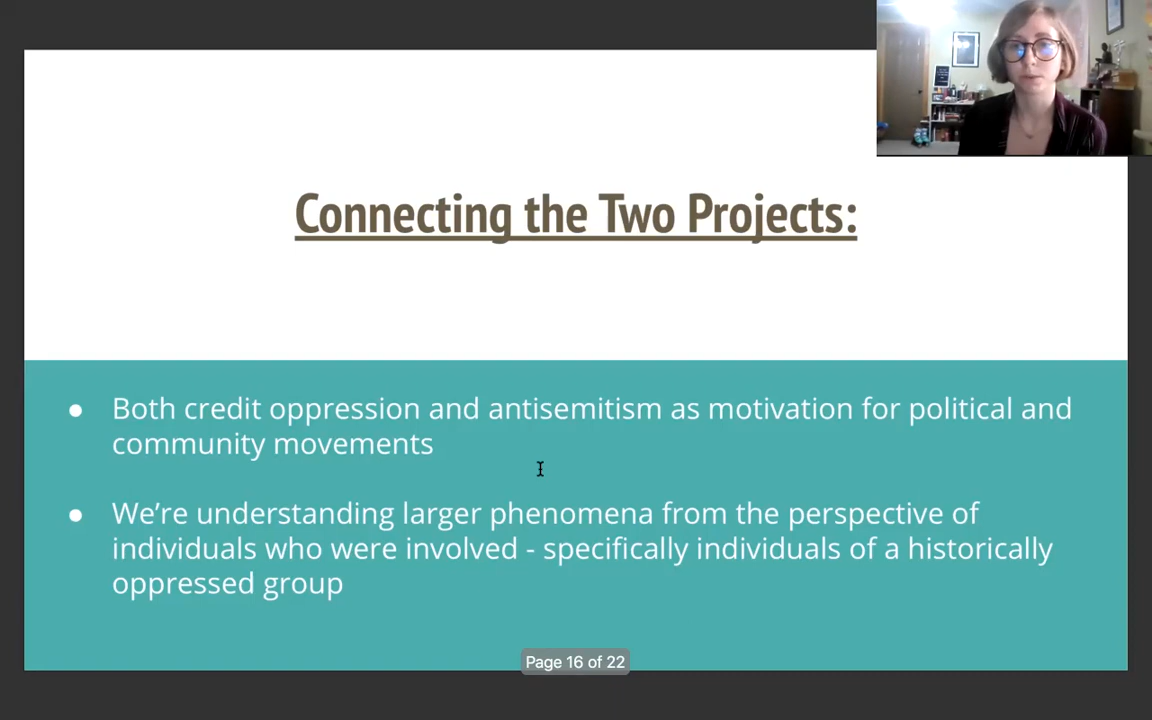 Connecting the Two Projects:
● Both credit oppression and antisemitism as motivation for political and
community movements
● We’re understanding larger phenomena from the perspective of
individuals who were involved - specifically individuals of a historically
oppressed group
Page 16 of 22